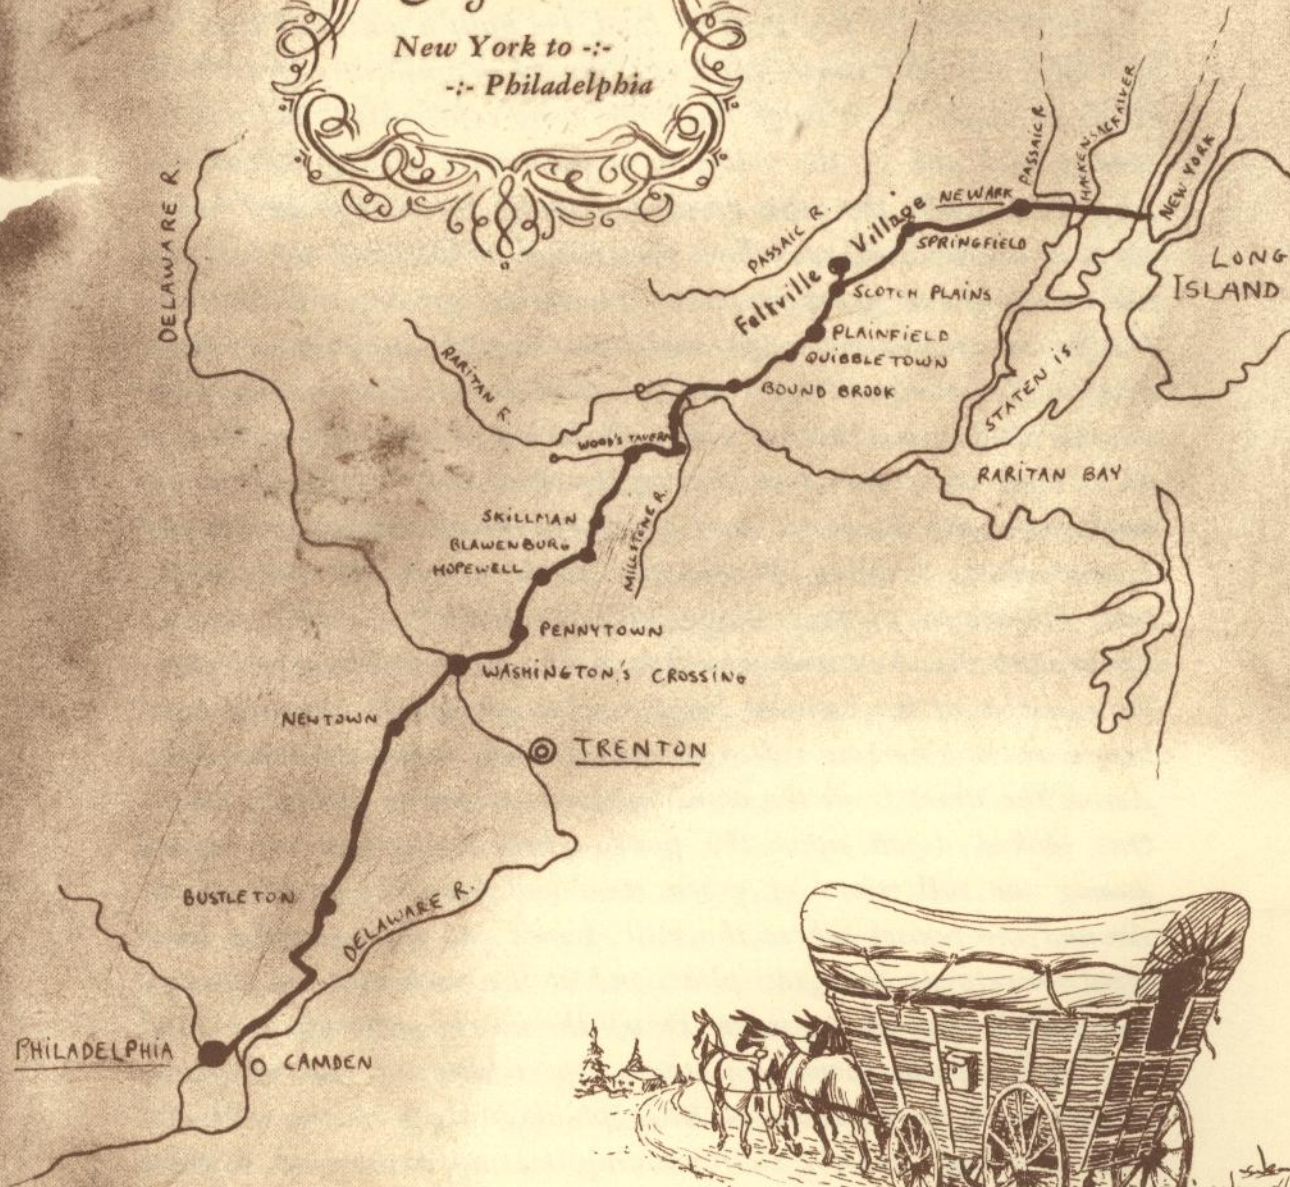 New York to -:-
-:- Philadelphia
DELAWARE R.
PASSAIC R.
HACKENSACK RIVER
NEW YORK
NEWARK
PASSAIC R.
Feltville Village
SPRINGFIELD
LONG
ISLAND
SCOTCH PLAINS
PLAINFIELD
QUIBBLETOWN
BOUND BROOK
STATEN IS.
RARITAN R.
WOOD'S TAVERN
RARITAN BAY
SKILLMAN
BLAWENBURG
HOPEWELL
MILLSTONE R.
PENNYTOWN
WASHINGTON'S CROSSING
NEWTOWN
TRENTON
BUSTLETON
DELAWARE R.
PHILADELPHIA
CAMDEN